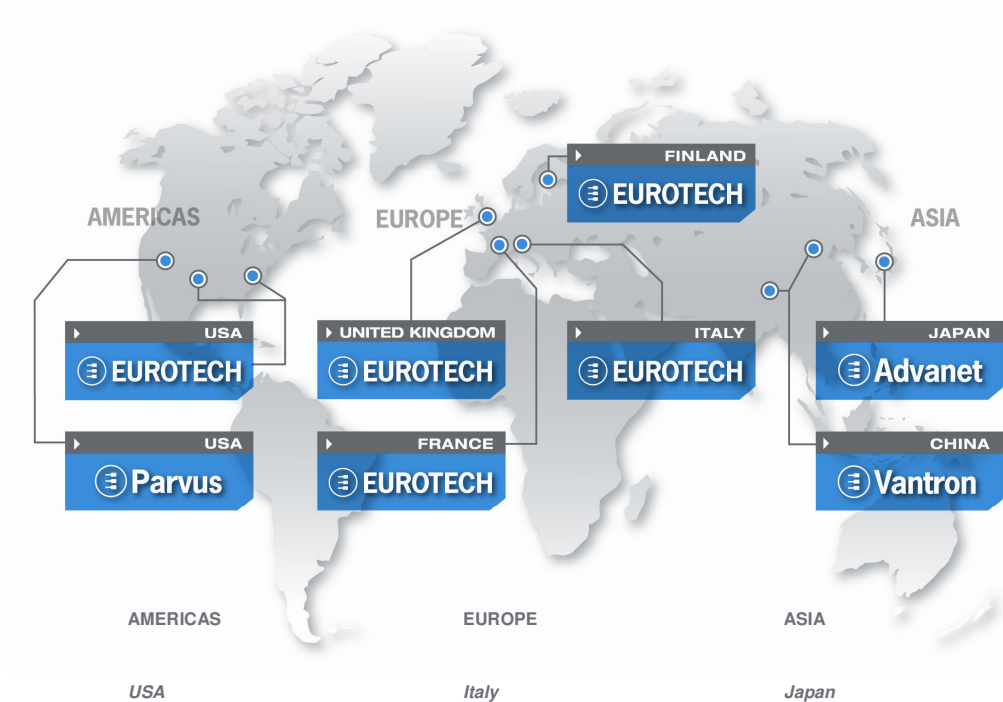 FINLAND
EUROTECH
AMERICAS
EUROPE
ASIA
USA
EUROTECH
UNITED KINGDOM
EUROTECH
ITALY
EUROTECH
JAPAN
Advanet
USA
Parvus
FRANCE
EUROTECH
CHINA
Vantron
AMERICAS
EUROPE
ASIA
USA
Italy
Japan